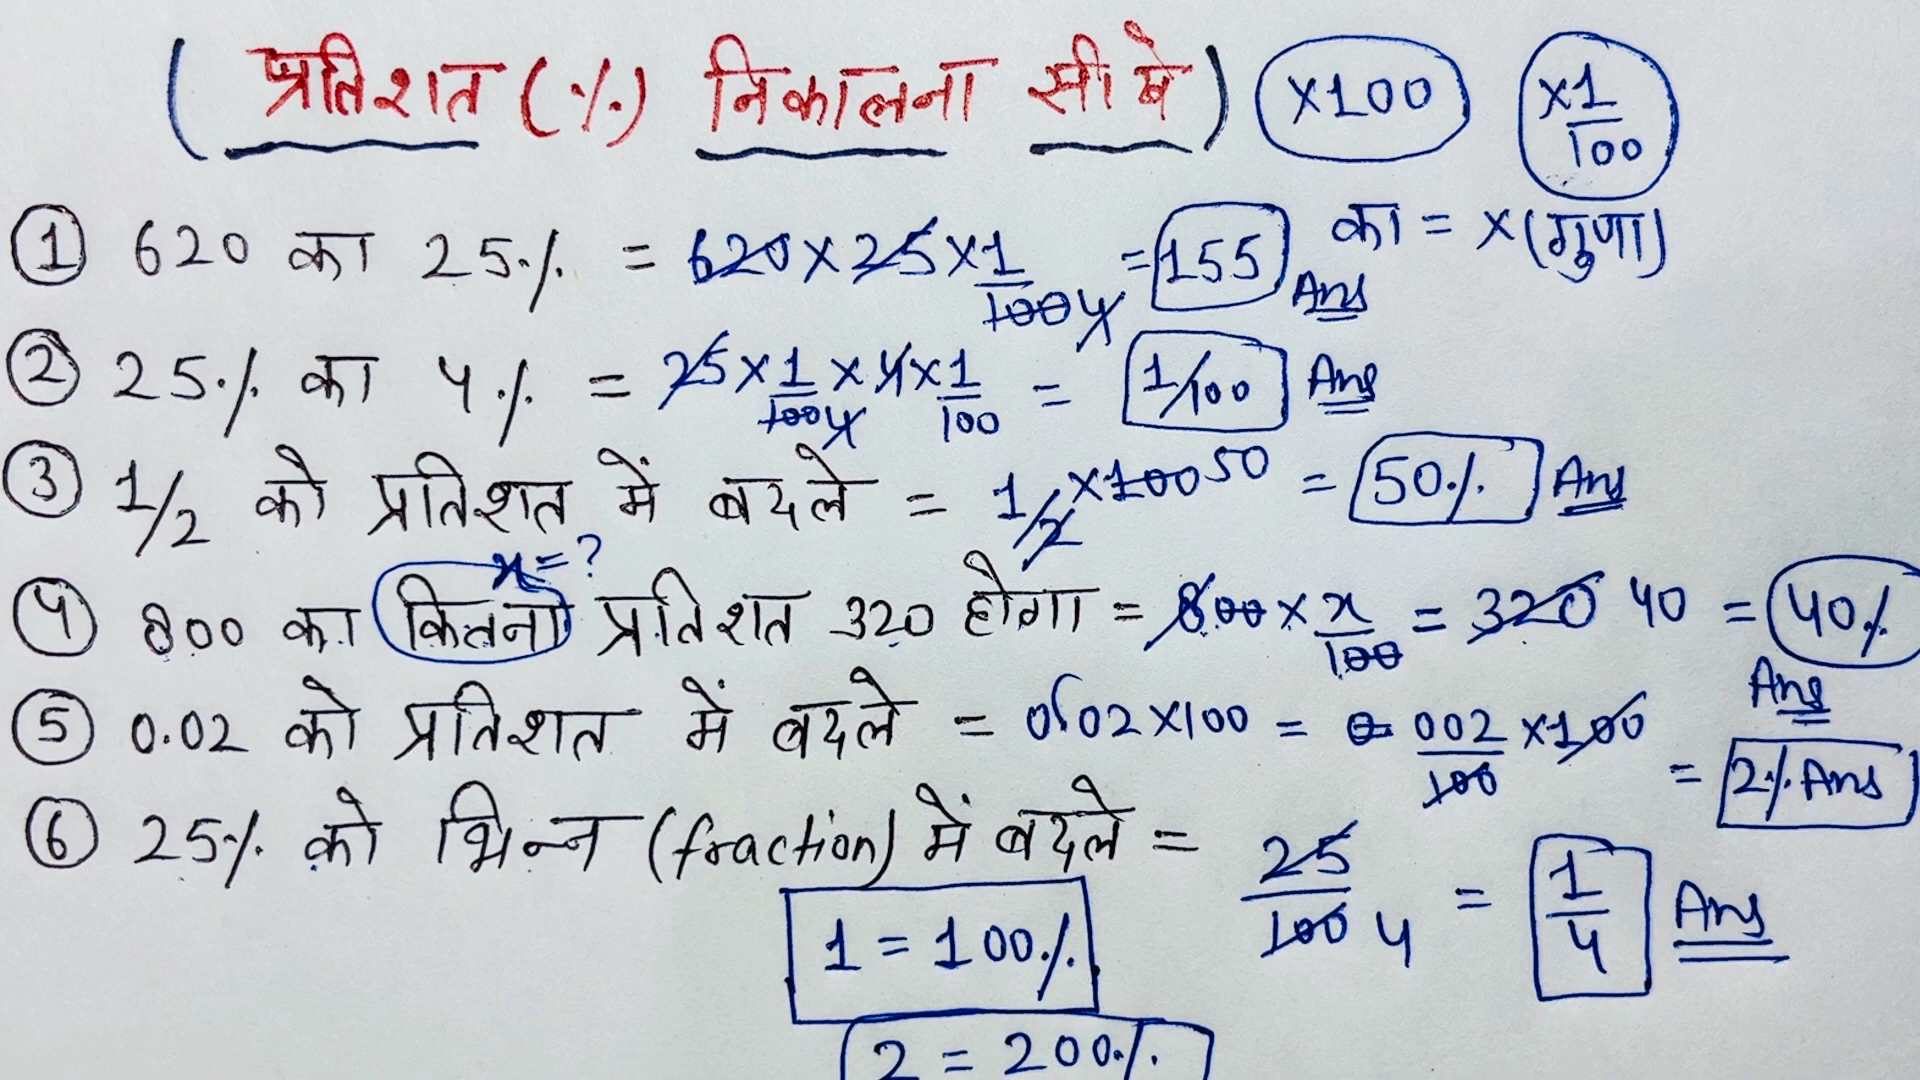 ( प्रतिशत (%) निकालना सीखे ) ×100 ×1/100
① 620 का 25% = 620×25×1/100 4 = 155 Ans का = ×(गुणा)
② 25% का 4% = 25×1/100 4 ×4×1/100 = 1/100 Ans
③ 1/2 को प्रतिशत में बदले = 1/2×100 50 = 50% Ans
x=?
④ 800 का कितना प्रतिशत 320 होगा = 800×x/100 = 320 40 = 40% Ans
⑤ 0.02 को प्रतिशत में बदले = 0.02×100 = 002/100 ×100 = 2% Ans
⑥ 25% को भिन्न (fraction) में बदले = 25/100 4 = 1/4 Ans
1 = 100%
2 = 200%